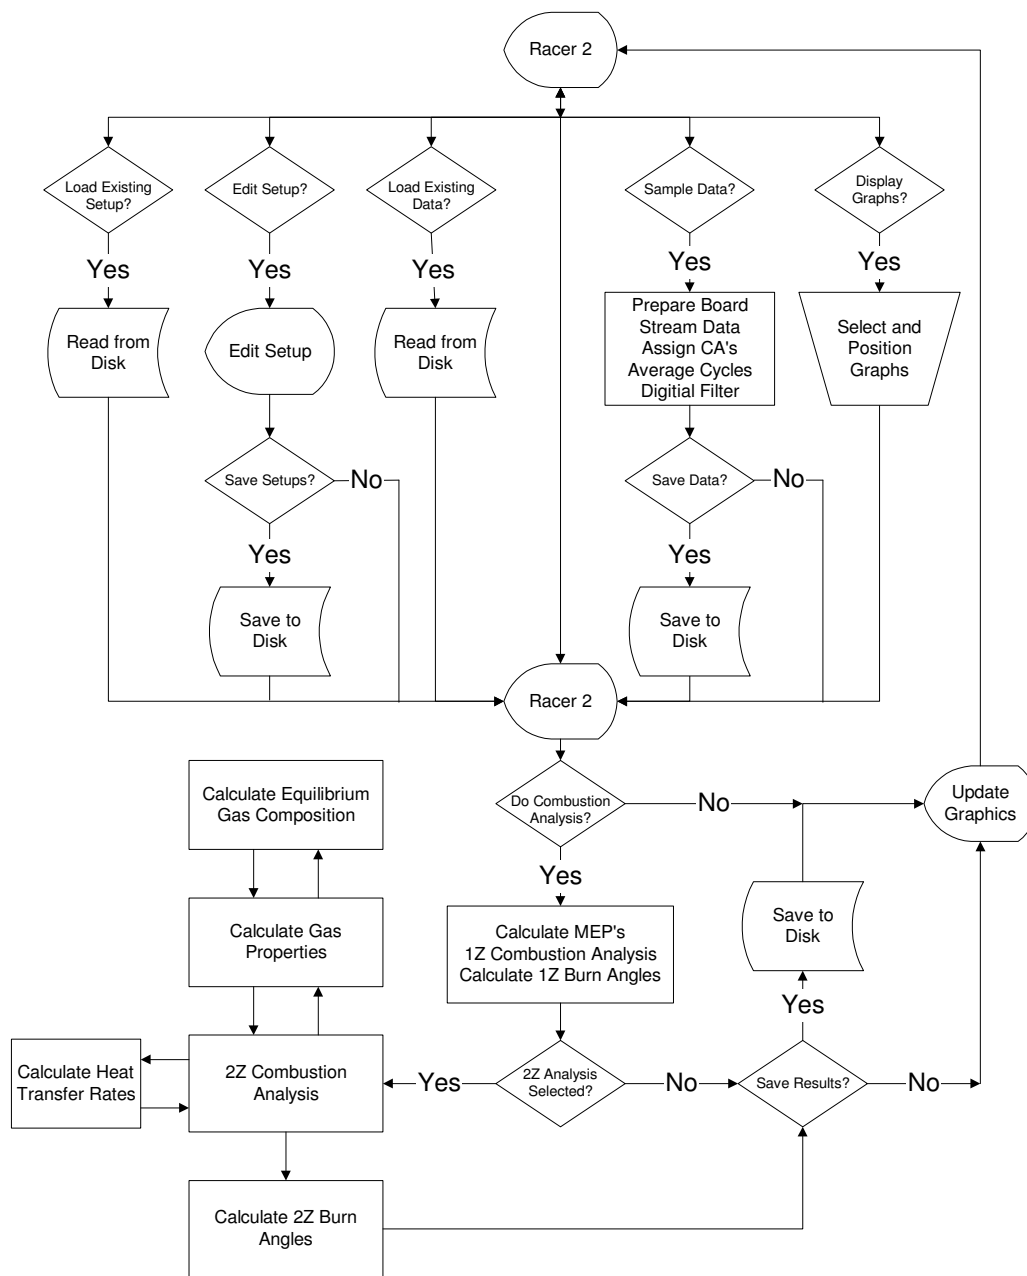 Racer 2
Load Existing
Setup?
Edit Setup?
Load Existing
Data?
Sample Data?
Display
Graphs?
Yes
Yes
Yes
Yes
Yes
Read from
Disk
Edit Setup
Read from
Disk
Prepare Board
Stream Data
Assign CA's
Average Cycles
Digitial Filter
Select and
Position
Graphs
Save Setups?
No
Save Data?
No
Yes
Yes
Save to
Disk
Save to
Disk
Racer 2
Do Combustion
Analysis?
No
Update
Graphics
Calculate Equilibrium
Gas Composition
Yes
Calculate Gas
Properties
Calculate MEP's
1Z Combustion Analysis
Calculate 1Z Burn Angles
Save to
Disk
Yes
Calculate Heat
Transfer Rates
2Z Combustion
Analysis
Yes
2Z Analysis
Selected?
No
Save Results?
No
Calculate 2Z Burn
Angles